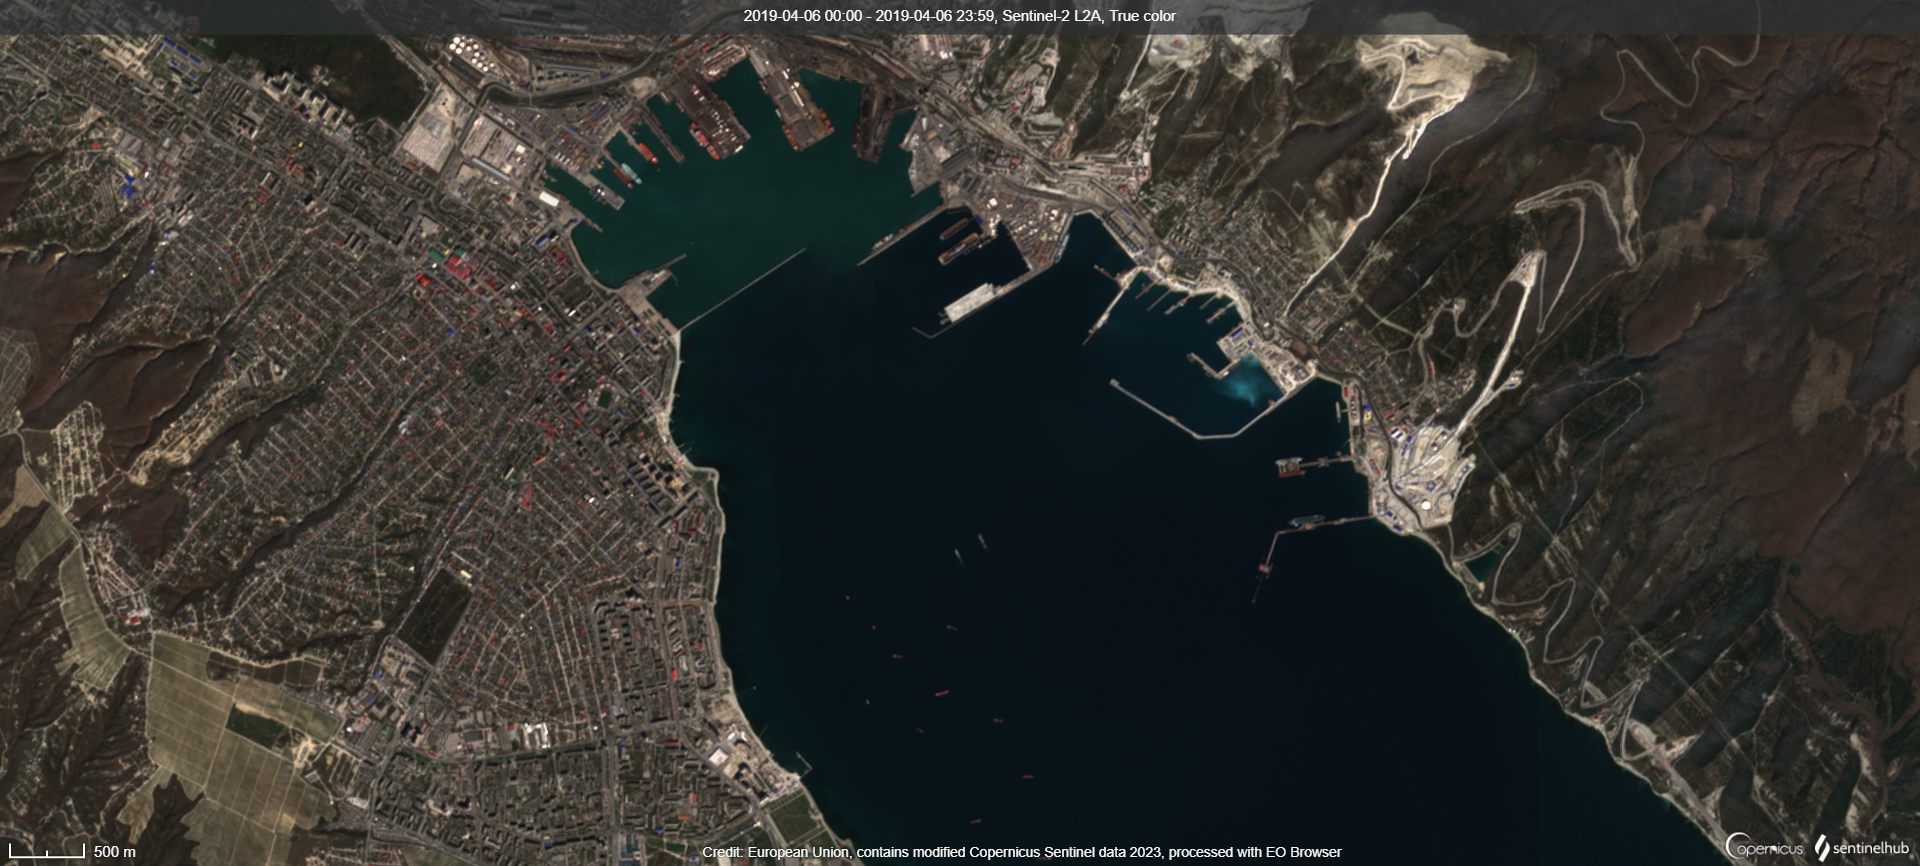 2019-04-06 00:00 - 2019-04-06 23:59, Sentinel-2 L2A, True color
500 m
Credit: European Union, contains modified Copernicus Sentinel data 2023, processed with EO Browser
Copernicus
sentinelhub